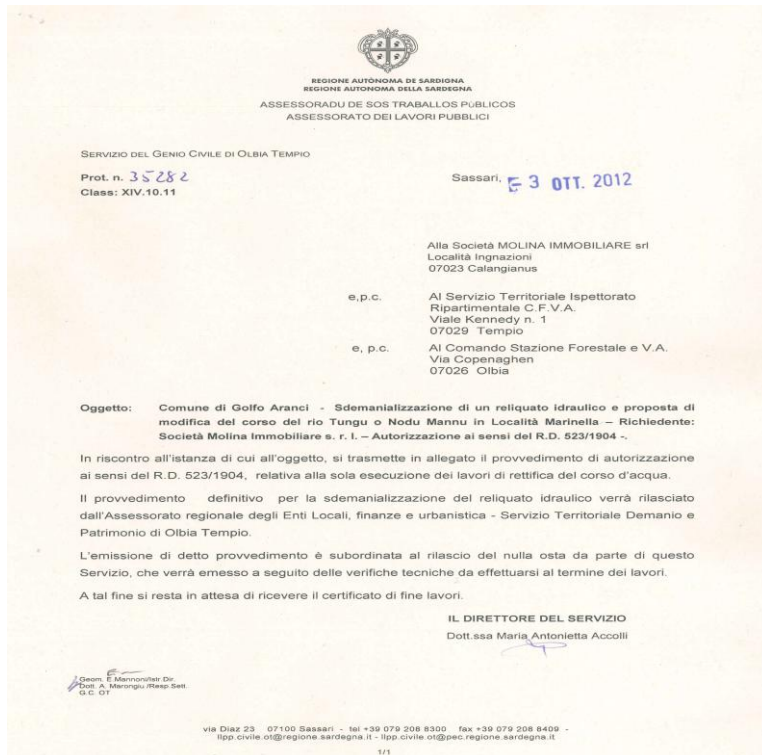 REGIONE AUTÒNOMA DE SARDIGNA
REGIONE AUTONOMA DELLA SARDEGNA
ASSESSORADU DE SOS TRABALLOS PÙBLICOS
ASSESSORATO DEI LAVORI PUBBLICI
SERVIZIO DEL GENIO CIVILE DI OLBIA TEMPIO
Prot. n. 35282
Class: XIV.10.11
Sassari, 3 OTT. 2012
Alla Società MOLINA IMMOBILIARE srl
Località Ingnazioni
07023 Calangianus
e,p.c.
Al Servizio Territoriale Ispettorato
Ripartimentale C.F.V.A.
Viale Kennedy n. 1
07029 Tempio
e, p.c.
Al Comando Stazione Forestale e V.A.
Via Copenaghen
07026 Olbia
Oggetto: Comune di Golfo Aranci - Sdemanializzazione di un reliquato idraulico e proposta di
modifica del corso del rio Tungu o Nodu Mannu in Località Marinella – Richiedente:
Società Molina Immobiliare s. r. l. – Autorizzazione ai sensi del R.D. 523/1904 -.
In riscontro all'istanza di cui all'oggetto, si trasmette in allegato il provvedimento di autorizzazione
ai sensi del R.D. 523/1904, relativa alla sola esecuzione dei lavori di rettifica del corso d'acqua.
Il provvedimento definitivo per la sdemanializzazione del reliquato idraulico verrà rilasciato
dall'Assessorato regionale degli Enti Locali, finanze e urbanistica - Servizio Territoriale Demanio e
Patrimonio di Olbia Tempio.
L'emissione di detto provvedimento è subordinata al rilascio del nulla osta da parte di questo
Servizio, che verrà emesso a seguito delle verifiche tecniche da effettuarsi al termine dei lavori.
A tal fine si resta in attesa di ricevere il certificato di fine lavori.
IL DIRETTORE DEL SERVIZIO
Dott.ssa Maria Antonietta Accolli
Geom. E.Mannoni/Istr.Dir.
Dott. A. Marongiu /Resp.Sett.
G.C. OT
via Diaz 23 07100 Sassari - tel +39 079 208 8300 fax +39 079 208 8409 -
llpp.civile.ot@regione.sardegna.it - llpp.civile.ot@pec.regione.sardegna.it
1/1